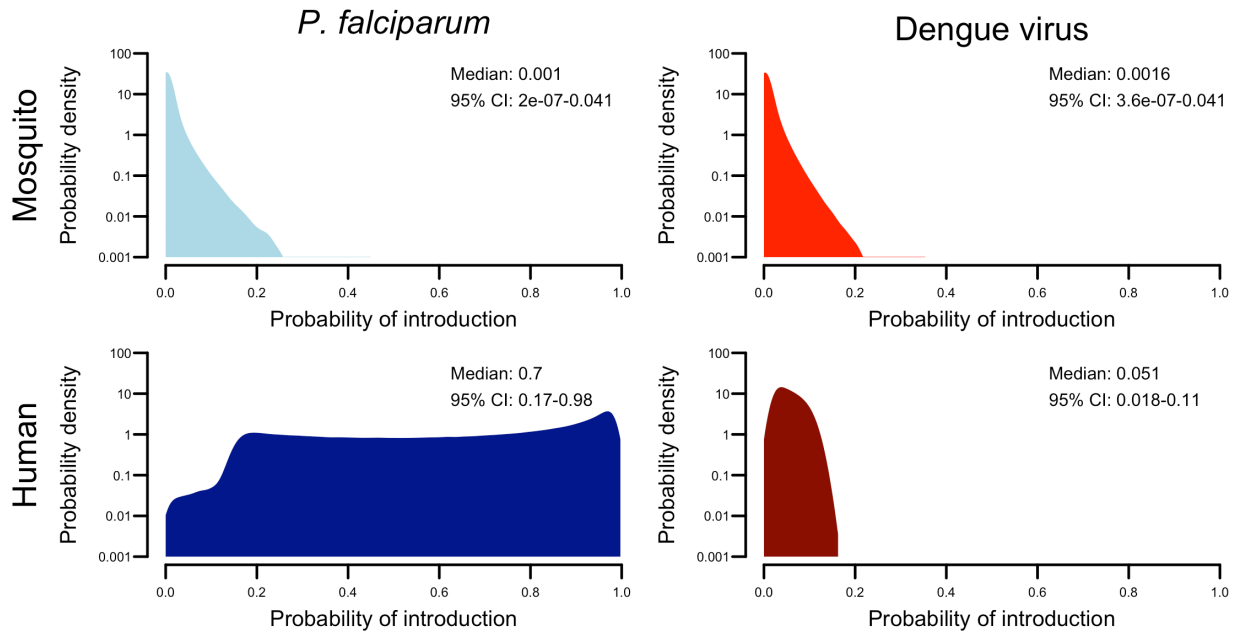 P. falciparum
Dengue virus
Mosquito
Probability density
100
10
1
0.1
0.01
0.001
Median: 0.001
95% CI: 2e-07-0.041
0.0 0.2 0.4 0.6 0.8 1.0
Probability of introduction
Probability density
100
10
1
0.1
0.01
0.001
Median: 0.0016
95% CI: 3.6e-07-0.041
0.0 0.2 0.4 0.6 0.8 1.0
Probability of introduction
Human
Probability density
100
10
1
0.1
0.01
0.001
Median: 0.7
95% CI: 0.17-0.98
0.0 0.2 0.4 0.6 0.8 1.0
Probability of introduction
Probability density
100
10
1
0.1
0.01
0.001
Median: 0.051
95% CI: 0.018-0.11
0.0 0.2 0.4 0.6 0.8 1.0
Probability of introduction